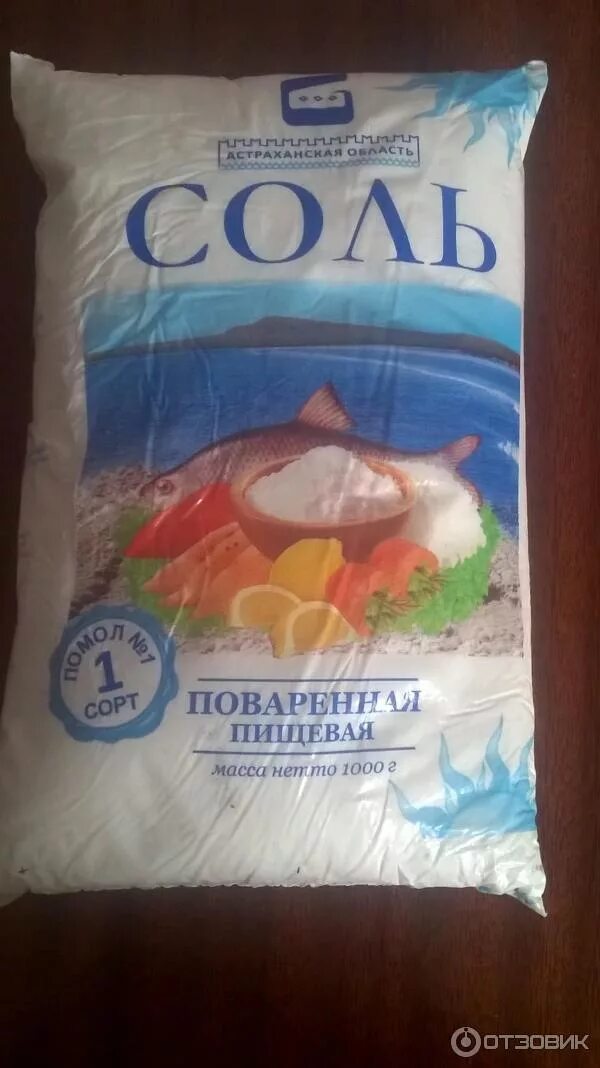 АСТРАХАНСКАЯ ОБЛАСТЬ
СОЛЬ
ПОМОЛ №1
1
СОРТ
ПОВАРЕННАЯ
ПИЩЕВАЯ
масса нетто 1000 г
ОТЗОВИК